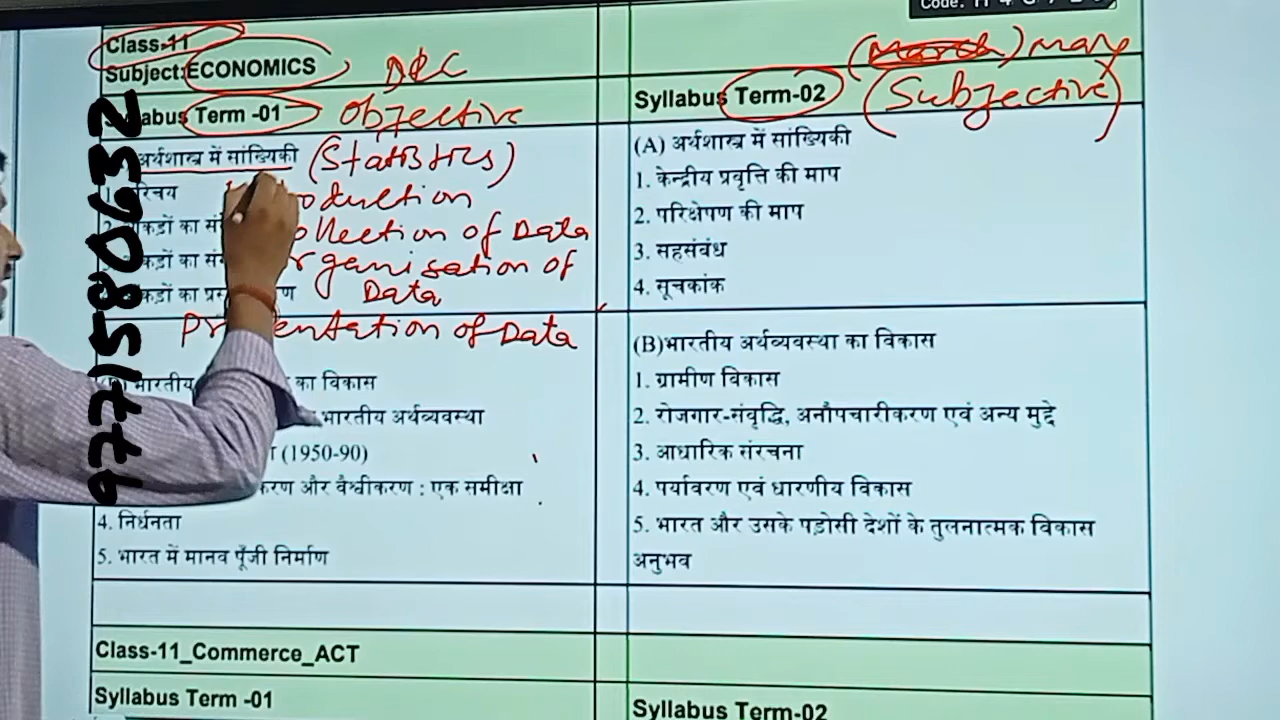 Code:
Class-11
Subject:ECONOMICS
DEC
(March) may
Syllabus Term -01
Objective
Syllabus Term-02
(Subjective)
अर्थशास्त्र में सांख्यिकी
(Statistics)
(A) अर्थशास्त्र में सांख्यिकी
1. केन्द्रीय प्रवृत्ति की माप
2. परिक्षेपण की माप
of Data
of
Data
3. सहसंबंध
4. सूचकांक
of Data
(B)भारतीय अर्थव्यवस्था का विकास
का विकास
1. ग्रामीण विकास
भारतीय अर्थव्यवस्था
2. रोजगार-संवृद्धि, अनौपचारीकरण एवं अन्य मुद्दे
(1950-90)
3. आधारिक संरचना
और वैश्वीकरण : एक समीक्षा
4. पर्यावरण एवं धारणीय विकास
4. निर्धनता
5. भारत और उसके पड़ोसी देशों के तुलनात्मक विकास
5. भारत में मानव पूँजी निर्माण
अनुभव
Class-11_Commerce_ACT
Syllabus Term -01
Syllabus Term-02
9771580632